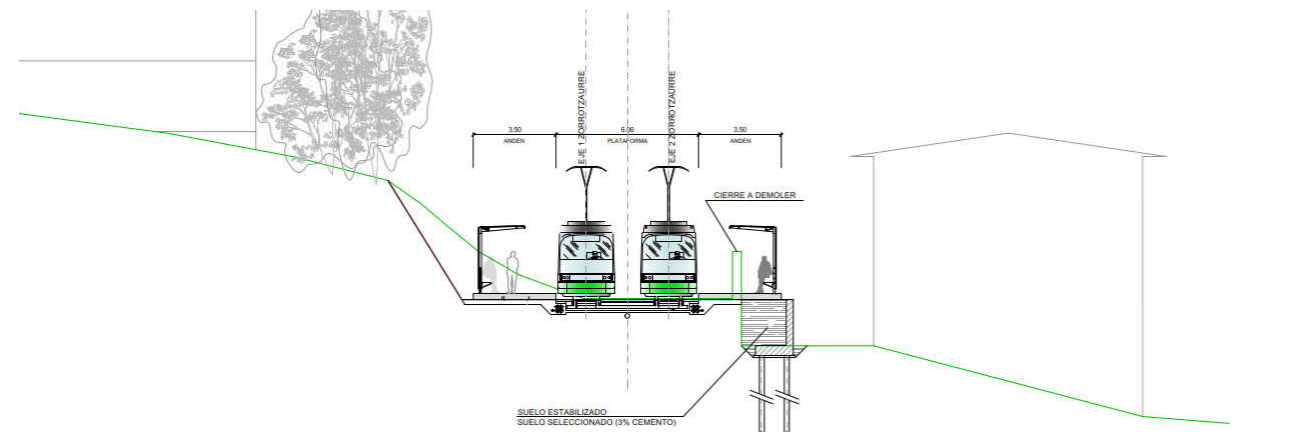 EJE 1 ZORROTZAURRE
EJE 2 ZORROTZAURRE
3.50
6.06
3.50
ANDÉN
PLATAFORMA
ANDÉN
CIERRE A DEMOLER
SUELO ESTABILIZADO
SUELO SELECCIONADO (3% CEMENTO)